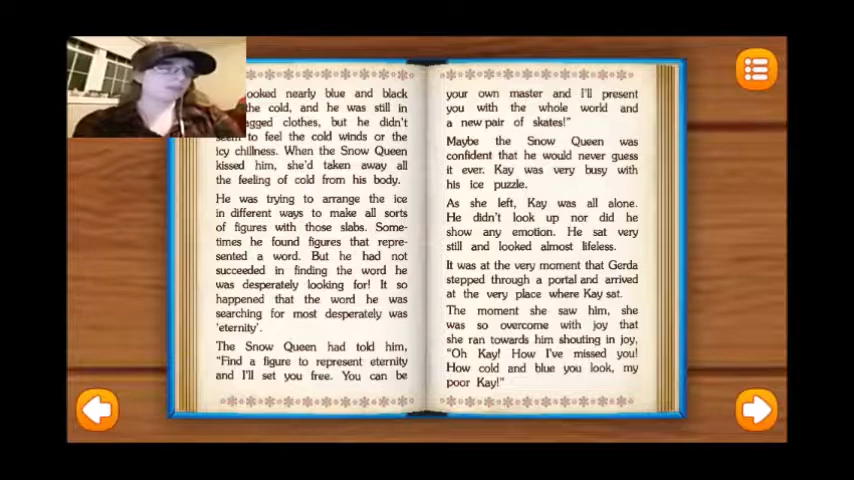 ooked nearly blue and black
the cold, and he was still in
agged clothes, but he didn't
seem to feel the cold winds or the
icy chillness. When the Snow Queen
kissed him, she'd taken away all
the feeling of cold from his body.
He was trying to arrange the ice
in different ways to make all sorts
of figures with those slabs. Some-
times he found figures that repre-
sented a word. But he had not
succeeded in finding the word he
was desperately looking for! It so
happened that the word he was
searching for most desperately was
'eternity'.
The Snow Queen had told him,
"Find a figure to represent eternity
and I'll set you free. You can be
your own master and I'll present
you with the whole world and
a new pair of skates!"
Maybe the Snow Queen was
confident that he would never guess
it ever. Kay was very busy with
his ice puzzle.
As she left, Kay was all alone.
He didn't look up nor did he
show any emotion. He sat very
still and looked almost lifeless.
It was at the very moment that Gerda
stepped through a portal and arrived
at the very place where Kay sat.
The moment she saw him, she
was so overcome with joy that
she ran towards him shouting in joy,
"Oh Kay! How I've missed you!
How cold and blue you look, my
poor Kay!"